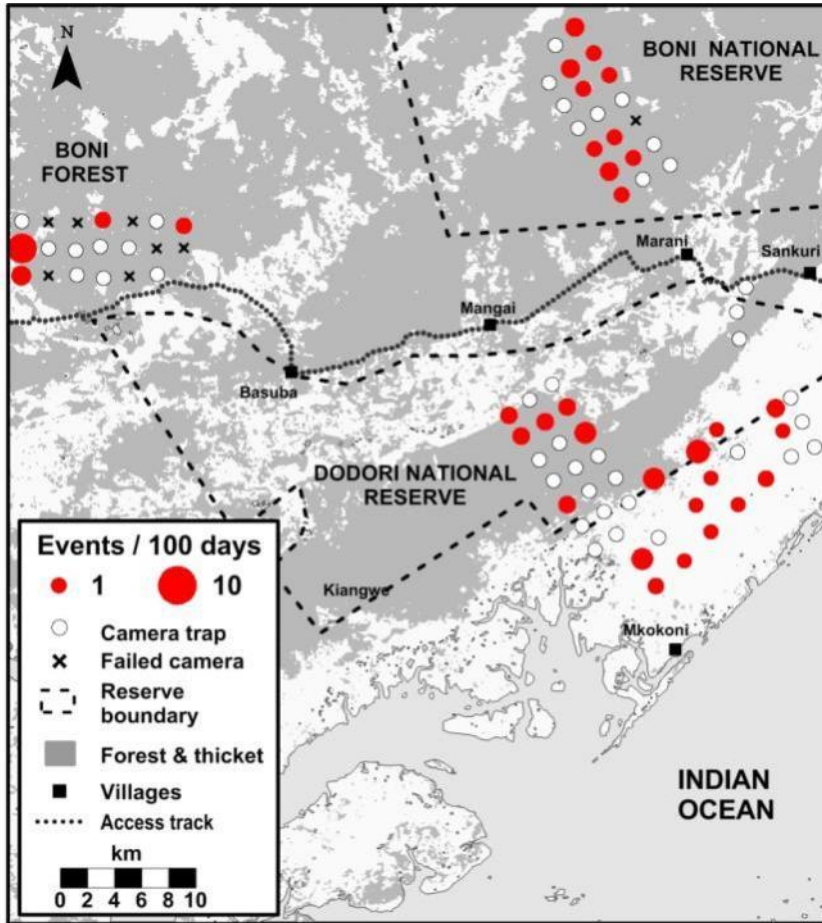 N
BONI NATIONAL
RESERVE
BONI
FOREST
Marani
Sankuri
Mangai
Basuba
DODORI NATIONAL
RESERVE
Kiangwe
Mkokoni
INDIAN
OCEAN
Events / 100 days
1 10
Camera trap
Failed camera
Reserve
boundary
Forest & thicket
Villages
Access track
km
0 2 4 6 8 10